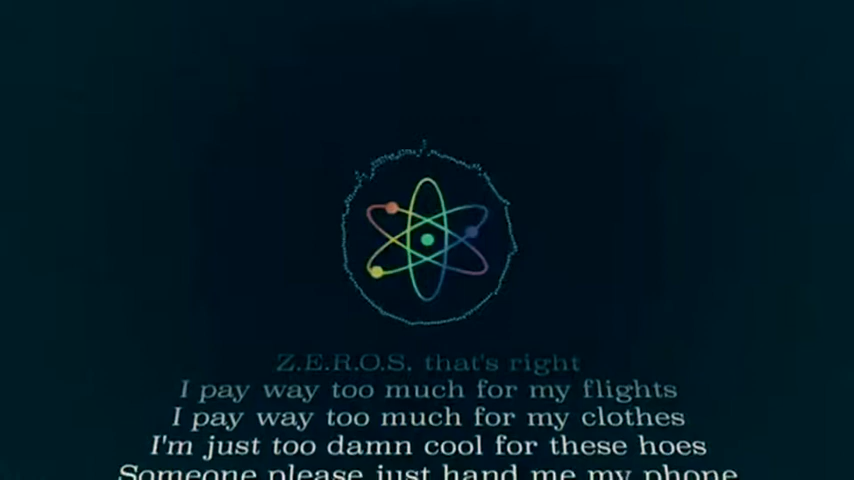 Z.E.R.O.S. that's right
I pay way too much for my flights
I pay way too much for my clothes
I'm just too damn cool for these hoes
Someone please just hand me my phone